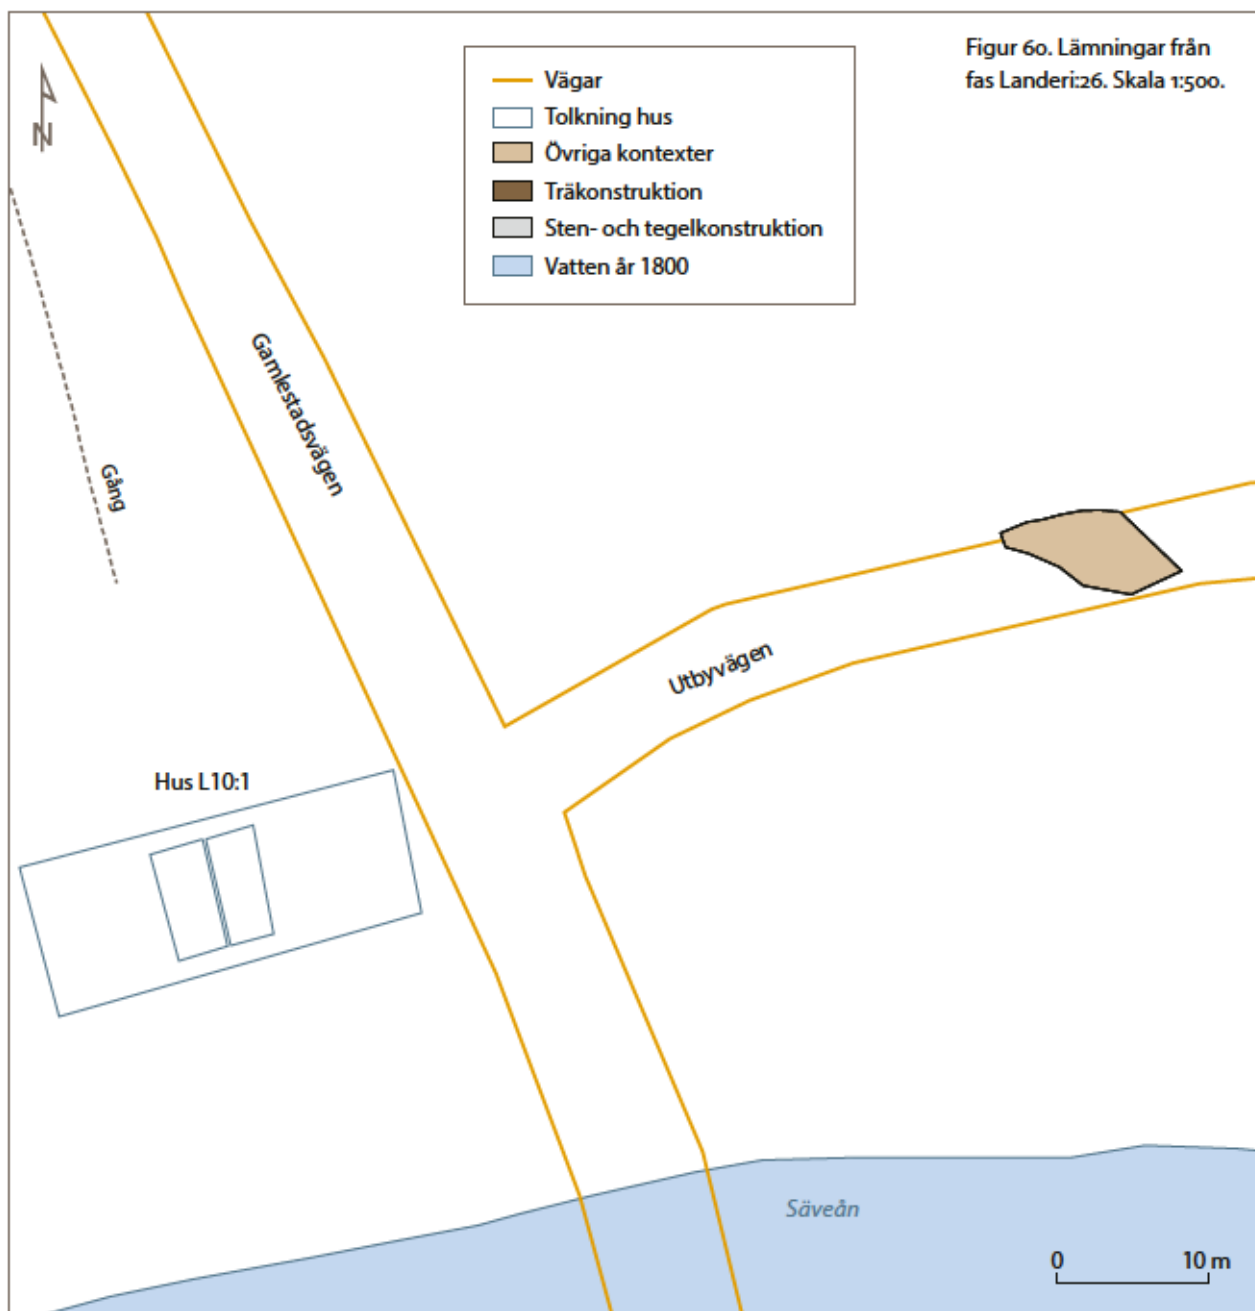 Figur 60. Lämningar från
fas Landeri:26. Skala 1:500.
Vägar
Tolkning hus
Övriga kontexter
Träkonstruktion
Sten- och tegelkonstruktion
Vatten år 1800
N
Gamlestadsvägen
Gång
Utbyvägen
Hus L10:1
Säveån
0 10 m